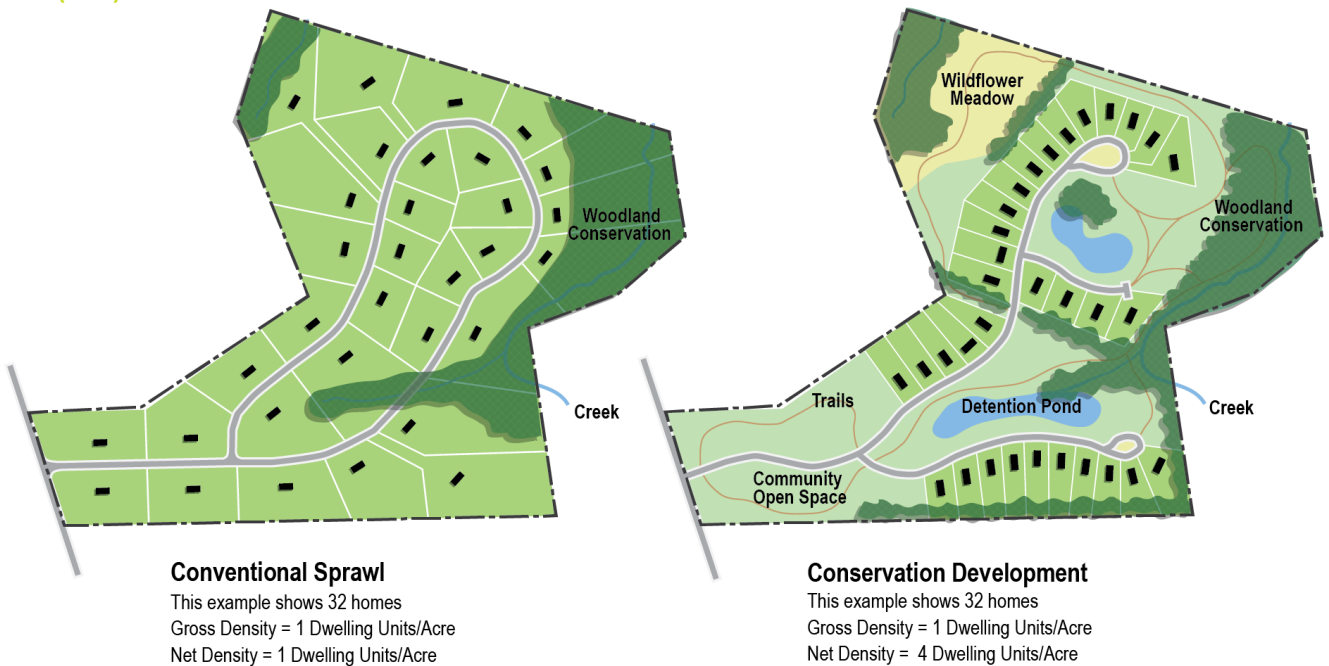 Woodland
Conservation
Creek
Conventional Sprawl
This example shows 32 homes
Gross Density = 1 Dwelling Units/Acre
Net Density = 1 Dwelling Units/Acre
Wildflower
Meadow
Woodland
Conservation
Trails
Detention Pond
Creek
Community
Open Space
Conservation Development
This example shows 32 homes
Gross Density = 1 Dwelling Units/Acre
Net Density = 4 Dwelling Units/Acre